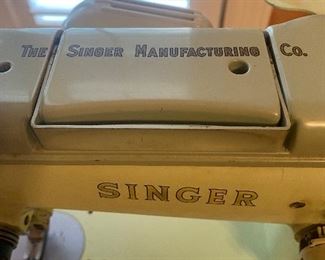 THE SINGER MANUFACTURING CO.
SINGER